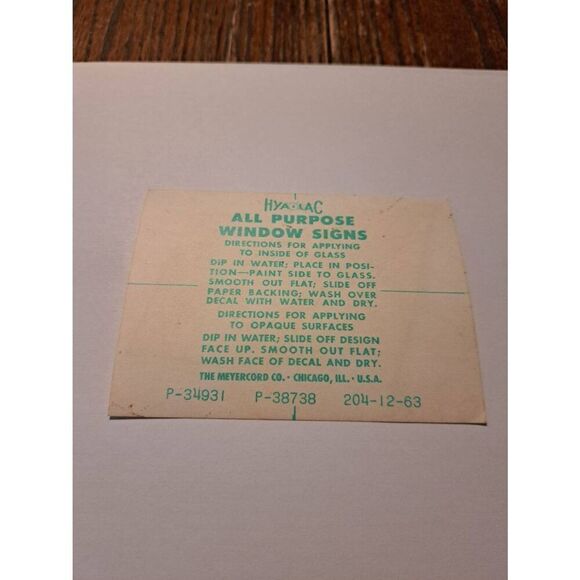 HYA-LAC
ALL PURPOSE
WINDOW SIGNS
DIRECTIONS FOR APPLYING
TO INSIDE OF GLASS
DIP IN WATER; PLACE IN POSI-
TION—PAINT SIDE TO GLASS.
SMOOTH OUT FLAT; SLIDE OFF
PAPER BACKING; WASH OVER
DECAL WITH WATER AND DRY.
DIRECTIONS FOR APPLYING
TO OPAQUE SURFACES
DIP IN WATER; SLIDE OFF DESIGN
FACE UP. SMOOTH OUT FLAT;
WASH FACE OF DECAL AND DRY.
THE MEYERCORD CO. · CHICAGO, ILL. · U.S.A.
P-34931 P-38738 204-12-63